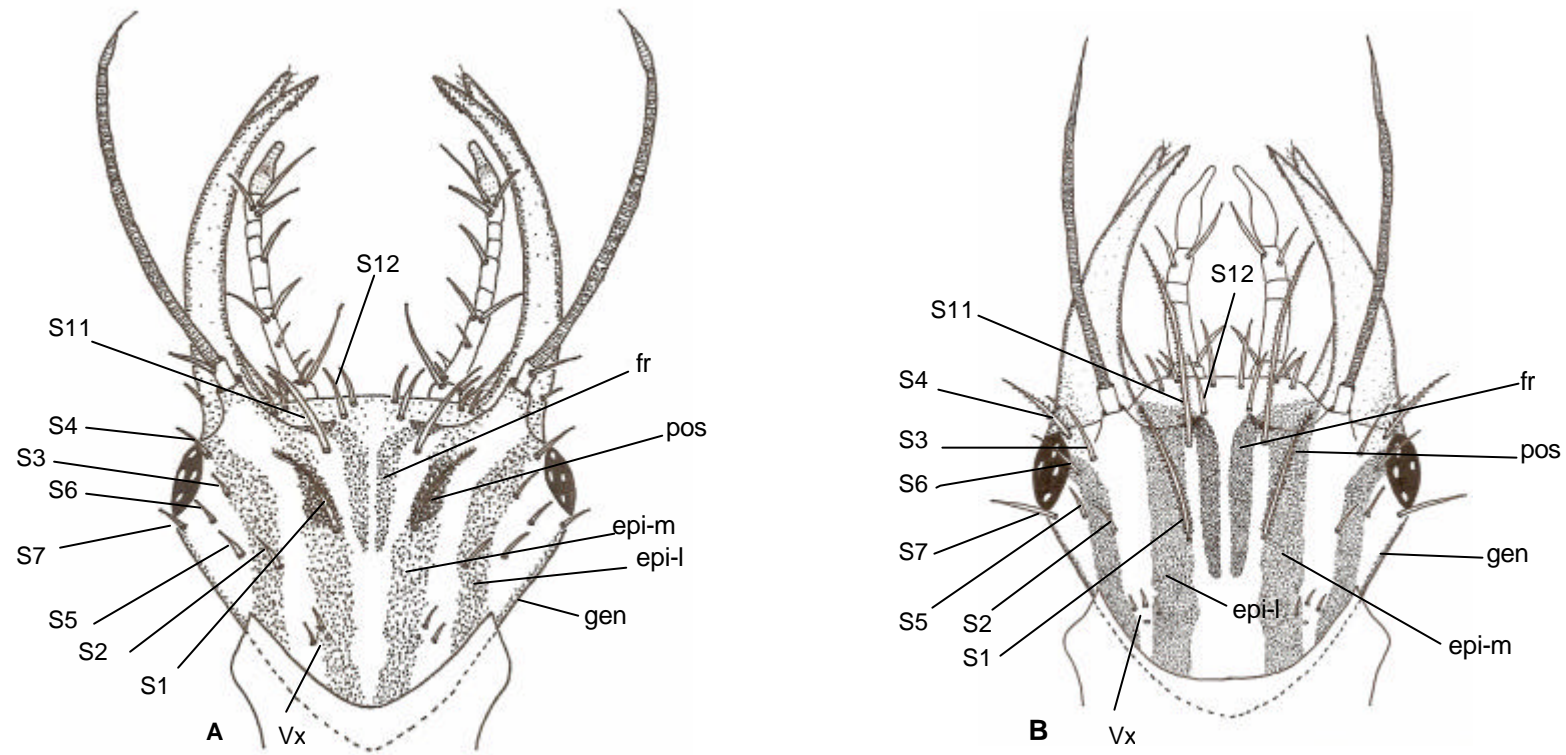 S12
S11
fr
S4
pos
S3
S6
epi-m
S7
epi-l
S5
gen
S2
S1
A
Vx
S12
S11
S4
fr
S3
pos
S6
S7
gen
S5
epi-l
S2
epi-m
S1
B
Vx